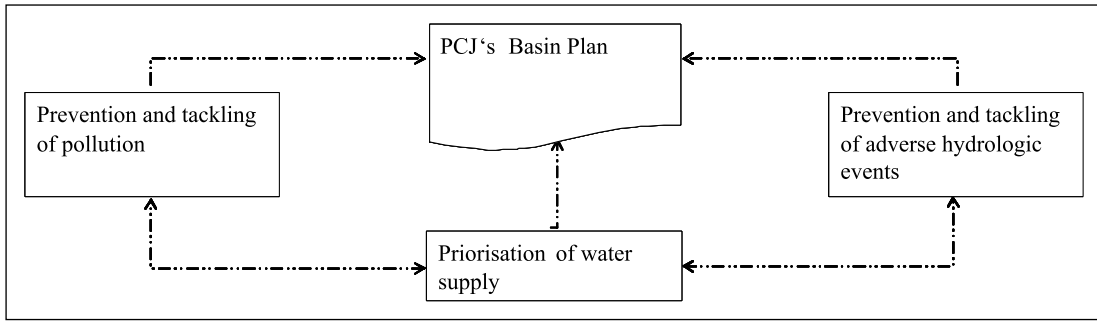 PCJ‘s Basin Plan
Prevention and tackling
of pollution
Prevention and tackling
of adverse hydrologic
events
Priorisation of water
supply